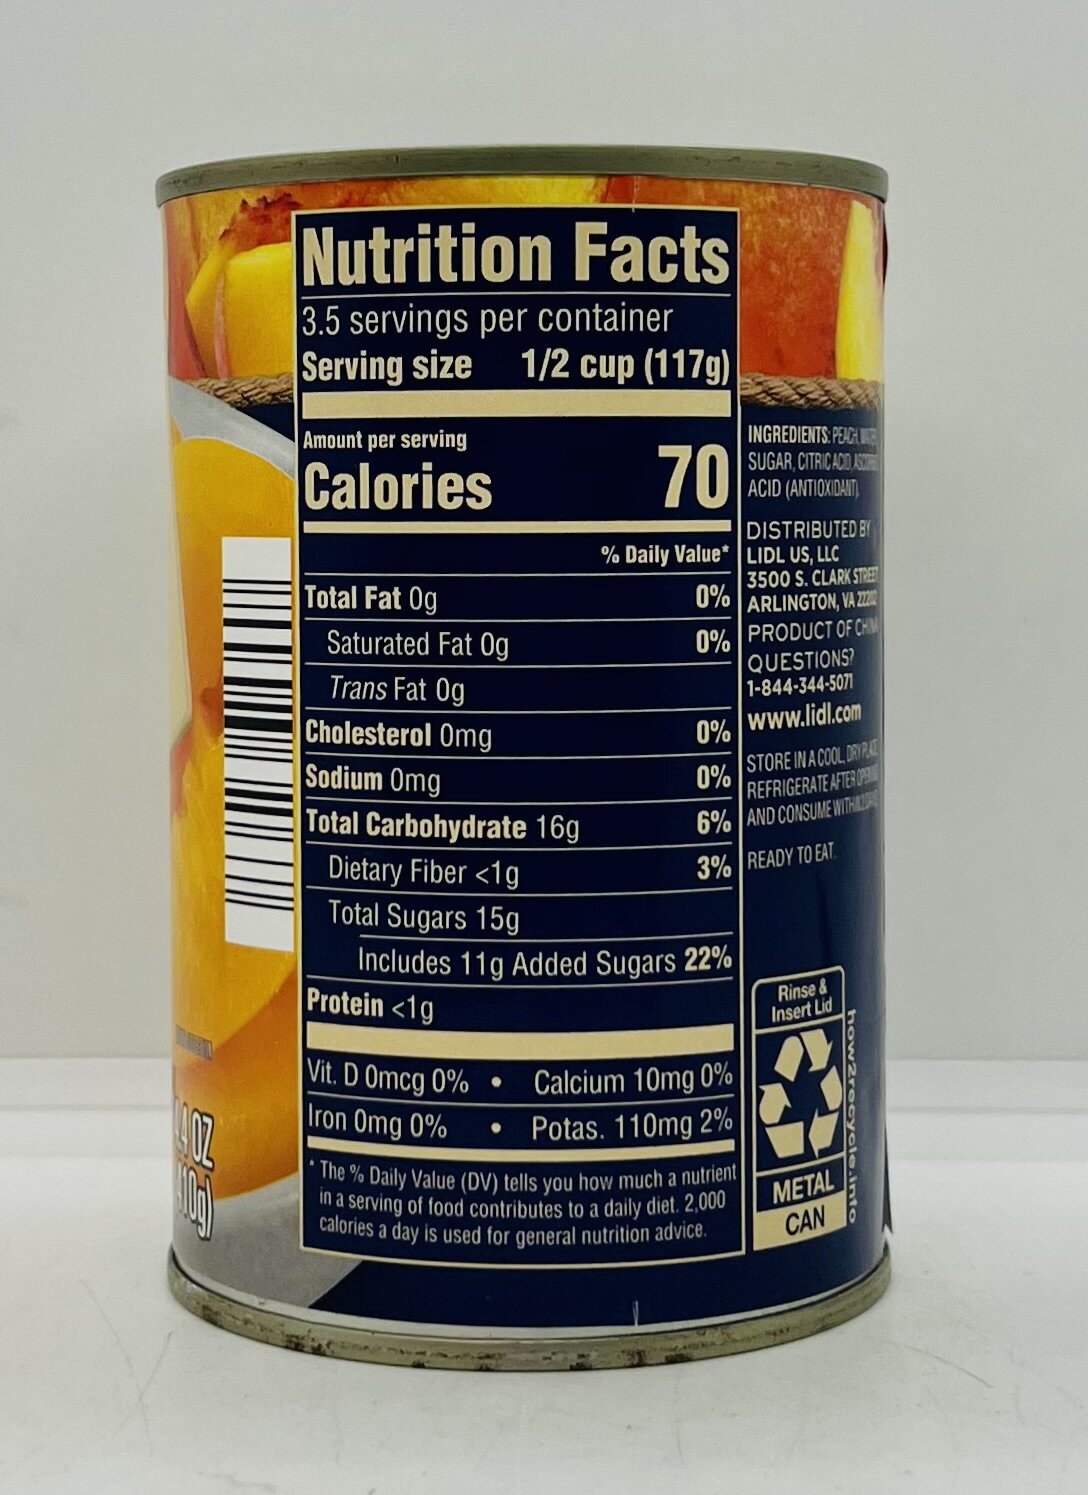 Nutrition Facts
3.5 servings per container
Serving size 1/2 cup (117g)
Amount per serving
Calories 70
% Daily Value*
Total Fat 0g 0%
Saturated Fat 0g 0%
Trans Fat 0g
Cholesterol 0mg 0%
Sodium 0mg 0%
Total Carbohydrate 16g 6%
Dietary Fiber <1g 3%
Total Sugars 15g
Includes 11g Added Sugars 22%
Protein <1g
Vit. D 0mcg 0% • Calcium 10mg 0%
Iron 0mg 0% • Potas. 110mg 2%
* The % Daily Value (DV) tells you how much a nutrient
in a serving of food contributes to a daily diet. 2,000
calories a day is used for general nutrition advice.
INGREDIENTS: PEACH, WATER,
SUGAR, CITRIC ACID, ASCORBIC
ACID (ANTIOXIDANT).
DISTRIBUTED BY
LIDL US, LLC
3500 S. CLARK STREET
ARLINGTON, VA 22202
PRODUCT OF CHINA
QUESTIONS?
1-844-344-5071
www.lidl.com
STORE IN A COOL, DRY PLACE
REFRIGERATE AFTER OPENING
AND CONSUME WITHIN
READY TO EAT.
Rinse &
Insert Lid
METAL
CAN
how2recycle.info
OZ